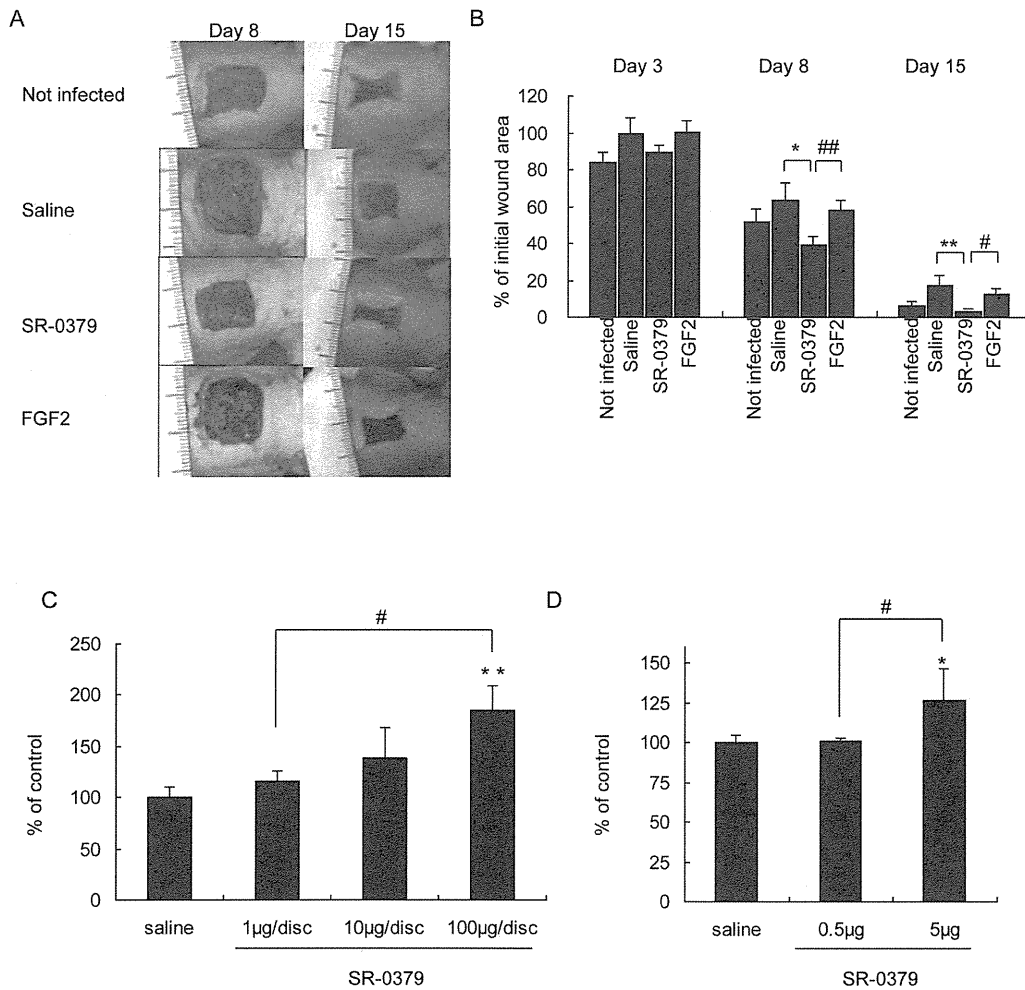 A
Day 8
Day 15
Not infected
Saline
SR-0379
FGF2
B
Day 3
Day 8
Day 15
% of initial wound area
120
100
80
60
40
20
0
*
##
**
#
Not infected
Saline
SR-0379
FGF2
Not infected
Saline
SR-0379
FGF2
Not infected
Saline
SR-0379
FGF2
C
% of control
250
200
150
100
50
0
#
* *
saline
1µg/disc
10µg/disc
100µg/disc
SR-0379
D
% of control
150
125
100
75
50
25
0
#
*
saline
0.5µg
5µg
SR-0379